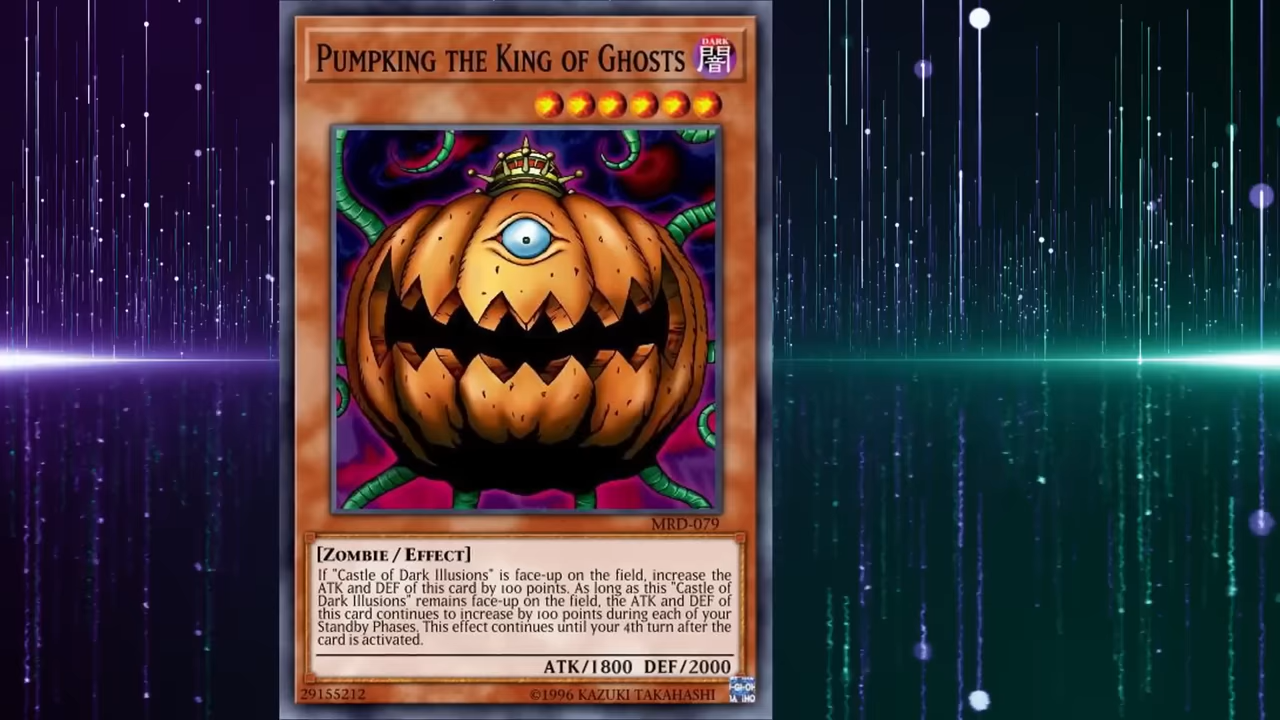 PUMPKING THE KING OF GHOSTS
DARK
闇
MRD-079
[ZOMBIE / EFFECT]
If "Castle of Dark Illusions" is face-up on the field, increase the
ATK and DEF of this card by 100 points. As long as this "Castle of
Dark Illusions" remains face-up on the field, the ATK and DEF of
this card continues to increase by 100 points during each of your
Standby Phases. This effect continues until your 4th turn after the
card is activated.
ATK/1800 DEF/2000
29155212 ©1996 KAZUKI TAKAHASHI